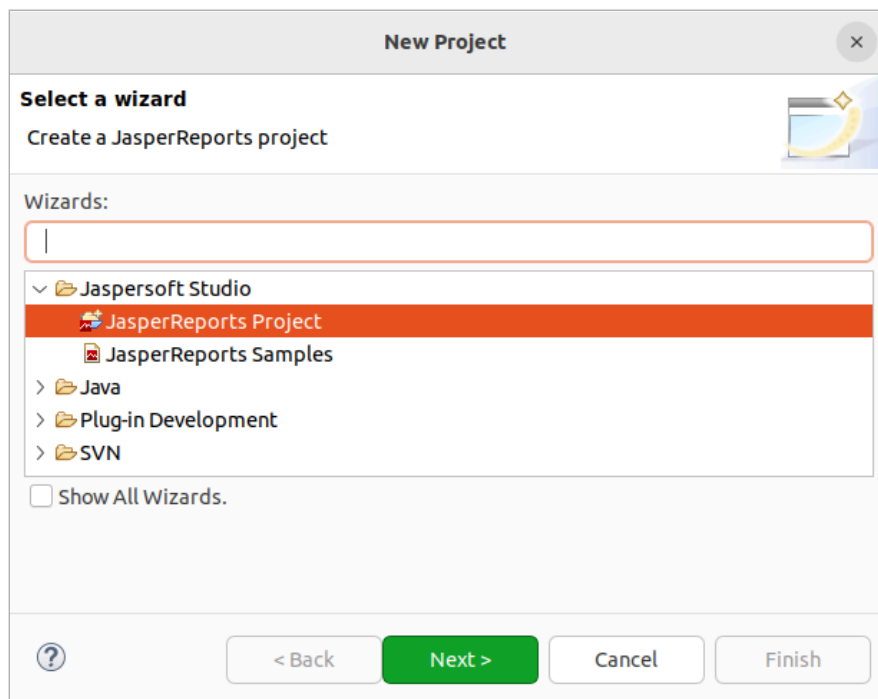 New Project
Select a wizard
Create a JasperReports project
Wizards:
Jaspersoft Studio
JasperReports Project
JasperReports Samples
Java
Plug-in Development
SVN
Show All Wizards.
? < Back Next > Cancel Finish